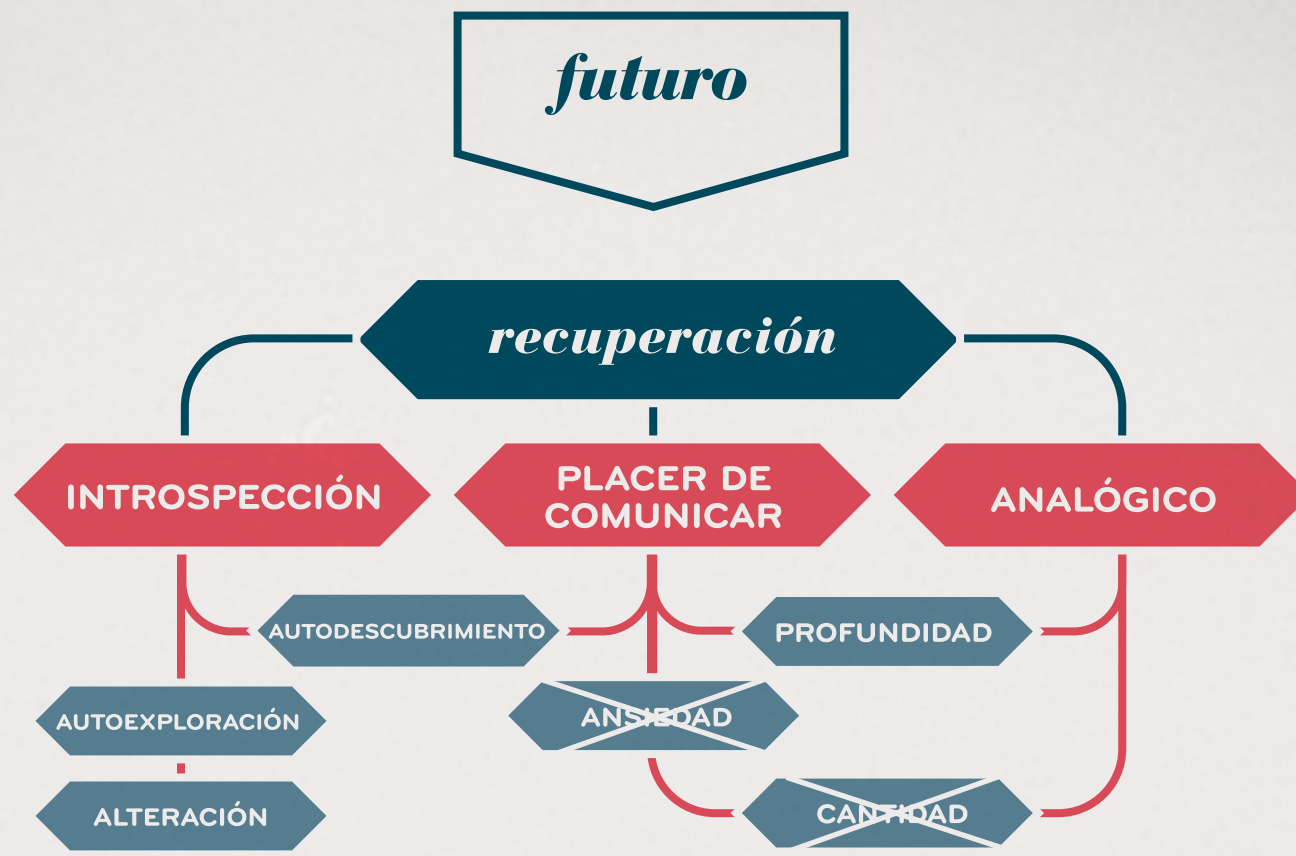 futuro
recuperación
INTROSPECCIÓN
PLACER DE
COMUNICAR
ANALÓGICO
AUTODESCUBRIMIENTO
PROFUNDIDAD
AUTOEXPLORACIÓN
ANSIEDAD
ALTERACIÓN
CANTIDAD